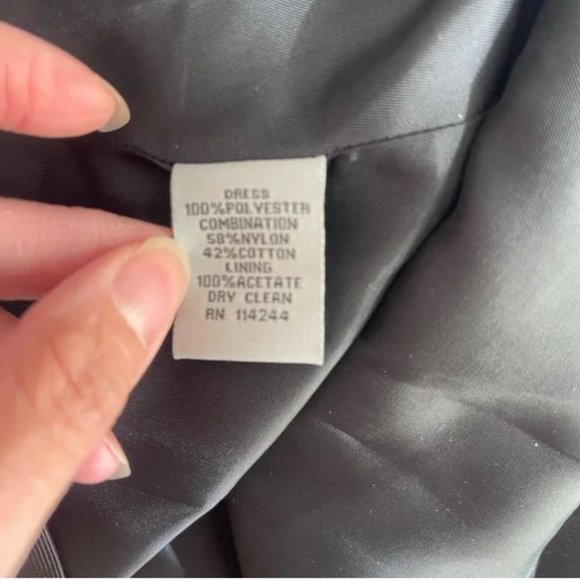 DRESS
100%POLYESTER
COMBINATION
58%NYLON
42%COTTON
LINING
100%ACETATE
DRY CLEAN
RN 114244